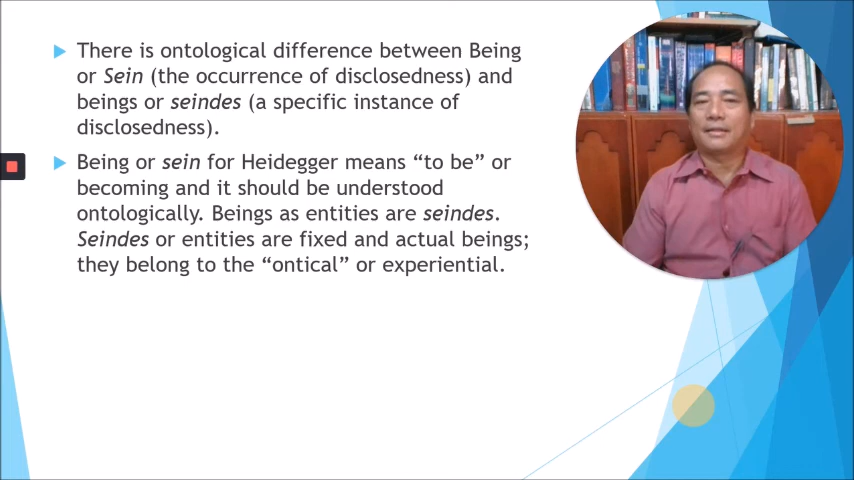 There is ontological difference between Being
or Sein (the occurrence of disclosedness) and
beings or seindes (a specific instance of
disclosedness).
Being or sein for Heidegger means “to be” or
becoming and it should be understood
ontologically. Beings as entities are seindes.
Seindes or entities are fixed and actual beings;
they belong to the “ontical” or experiential.